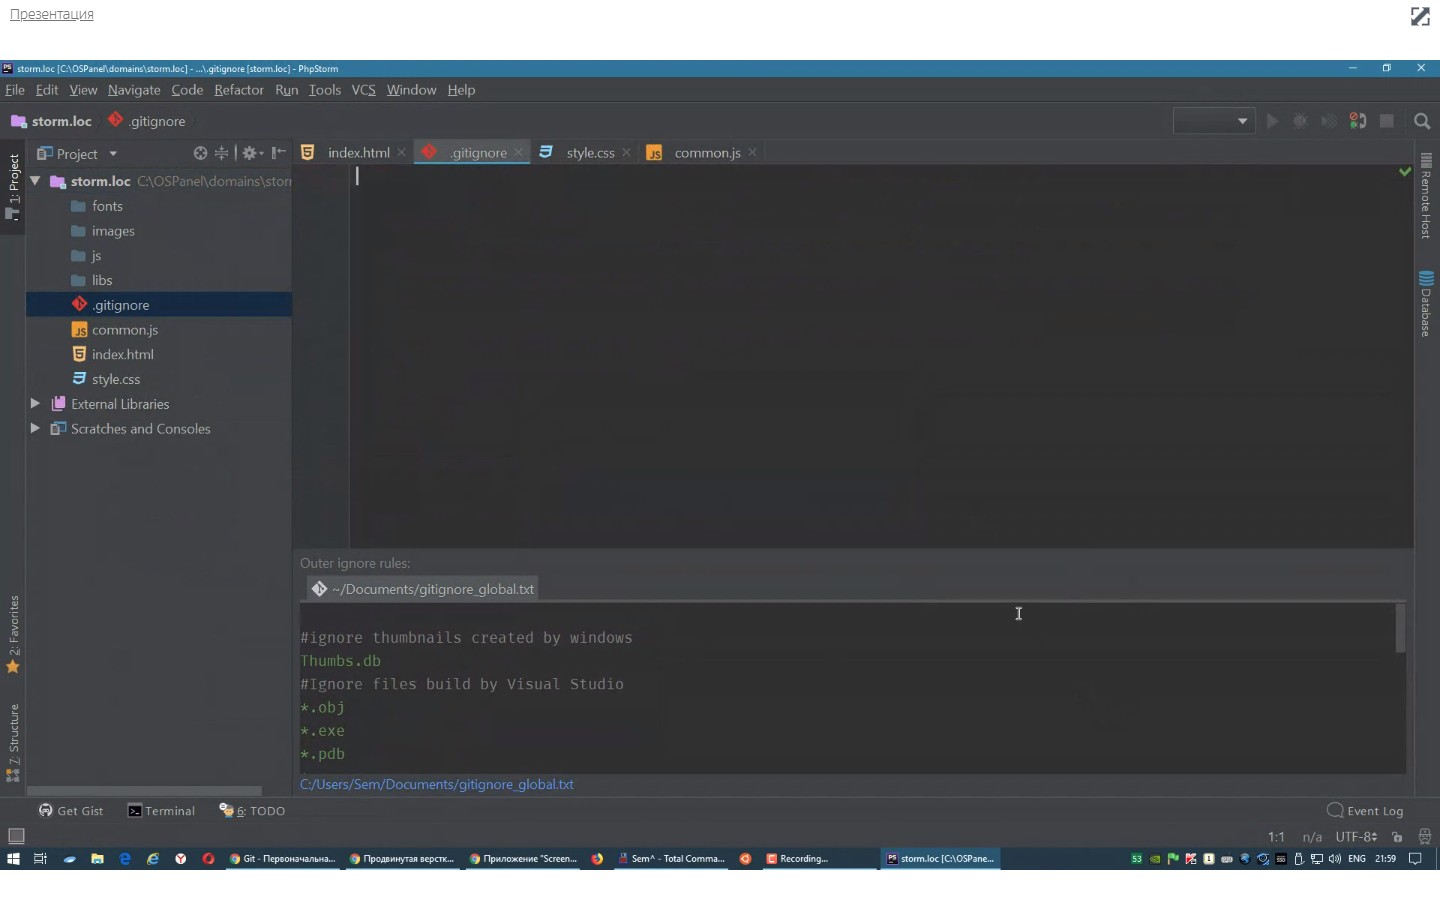 Презентация
storm.loc [C:\OSPanel\domains\storm.loc] - ...\.gitignore [storm.loc] - PhpStorm
File Edit View Navigate Code Refactor Run Tools VCS Window Help
storm.loc .gitignore
1: Project
Project
index.html .gitignore style.css common.js
storm.loc C:\OSPanel\domains\stor
fonts
images
js
libs
.gitignore
common.js
index.html
style.css
External Libraries
Scratches and Consoles
Remote Host
Database
2: Favorites
7: Structure
Outer ignore rules:
~/Documents/gitignore_global.txt
#ignore thumbnails created by windows
Thumbs.db
#Ignore files build by Visual Studio
*.obj
*.exe
*.pdb
C:/Users/Sem/Documents/gitignore_global.txt
Get Gist Terminal 6: TODO Event Log
1:1 n/a UTF-8
Git - Первоначальна... Продвинутая верстк... Приложение "Screen... Sem^ - Total Comma... Recording... storm.loc [C:\OSPane... 53 ENG 21:59